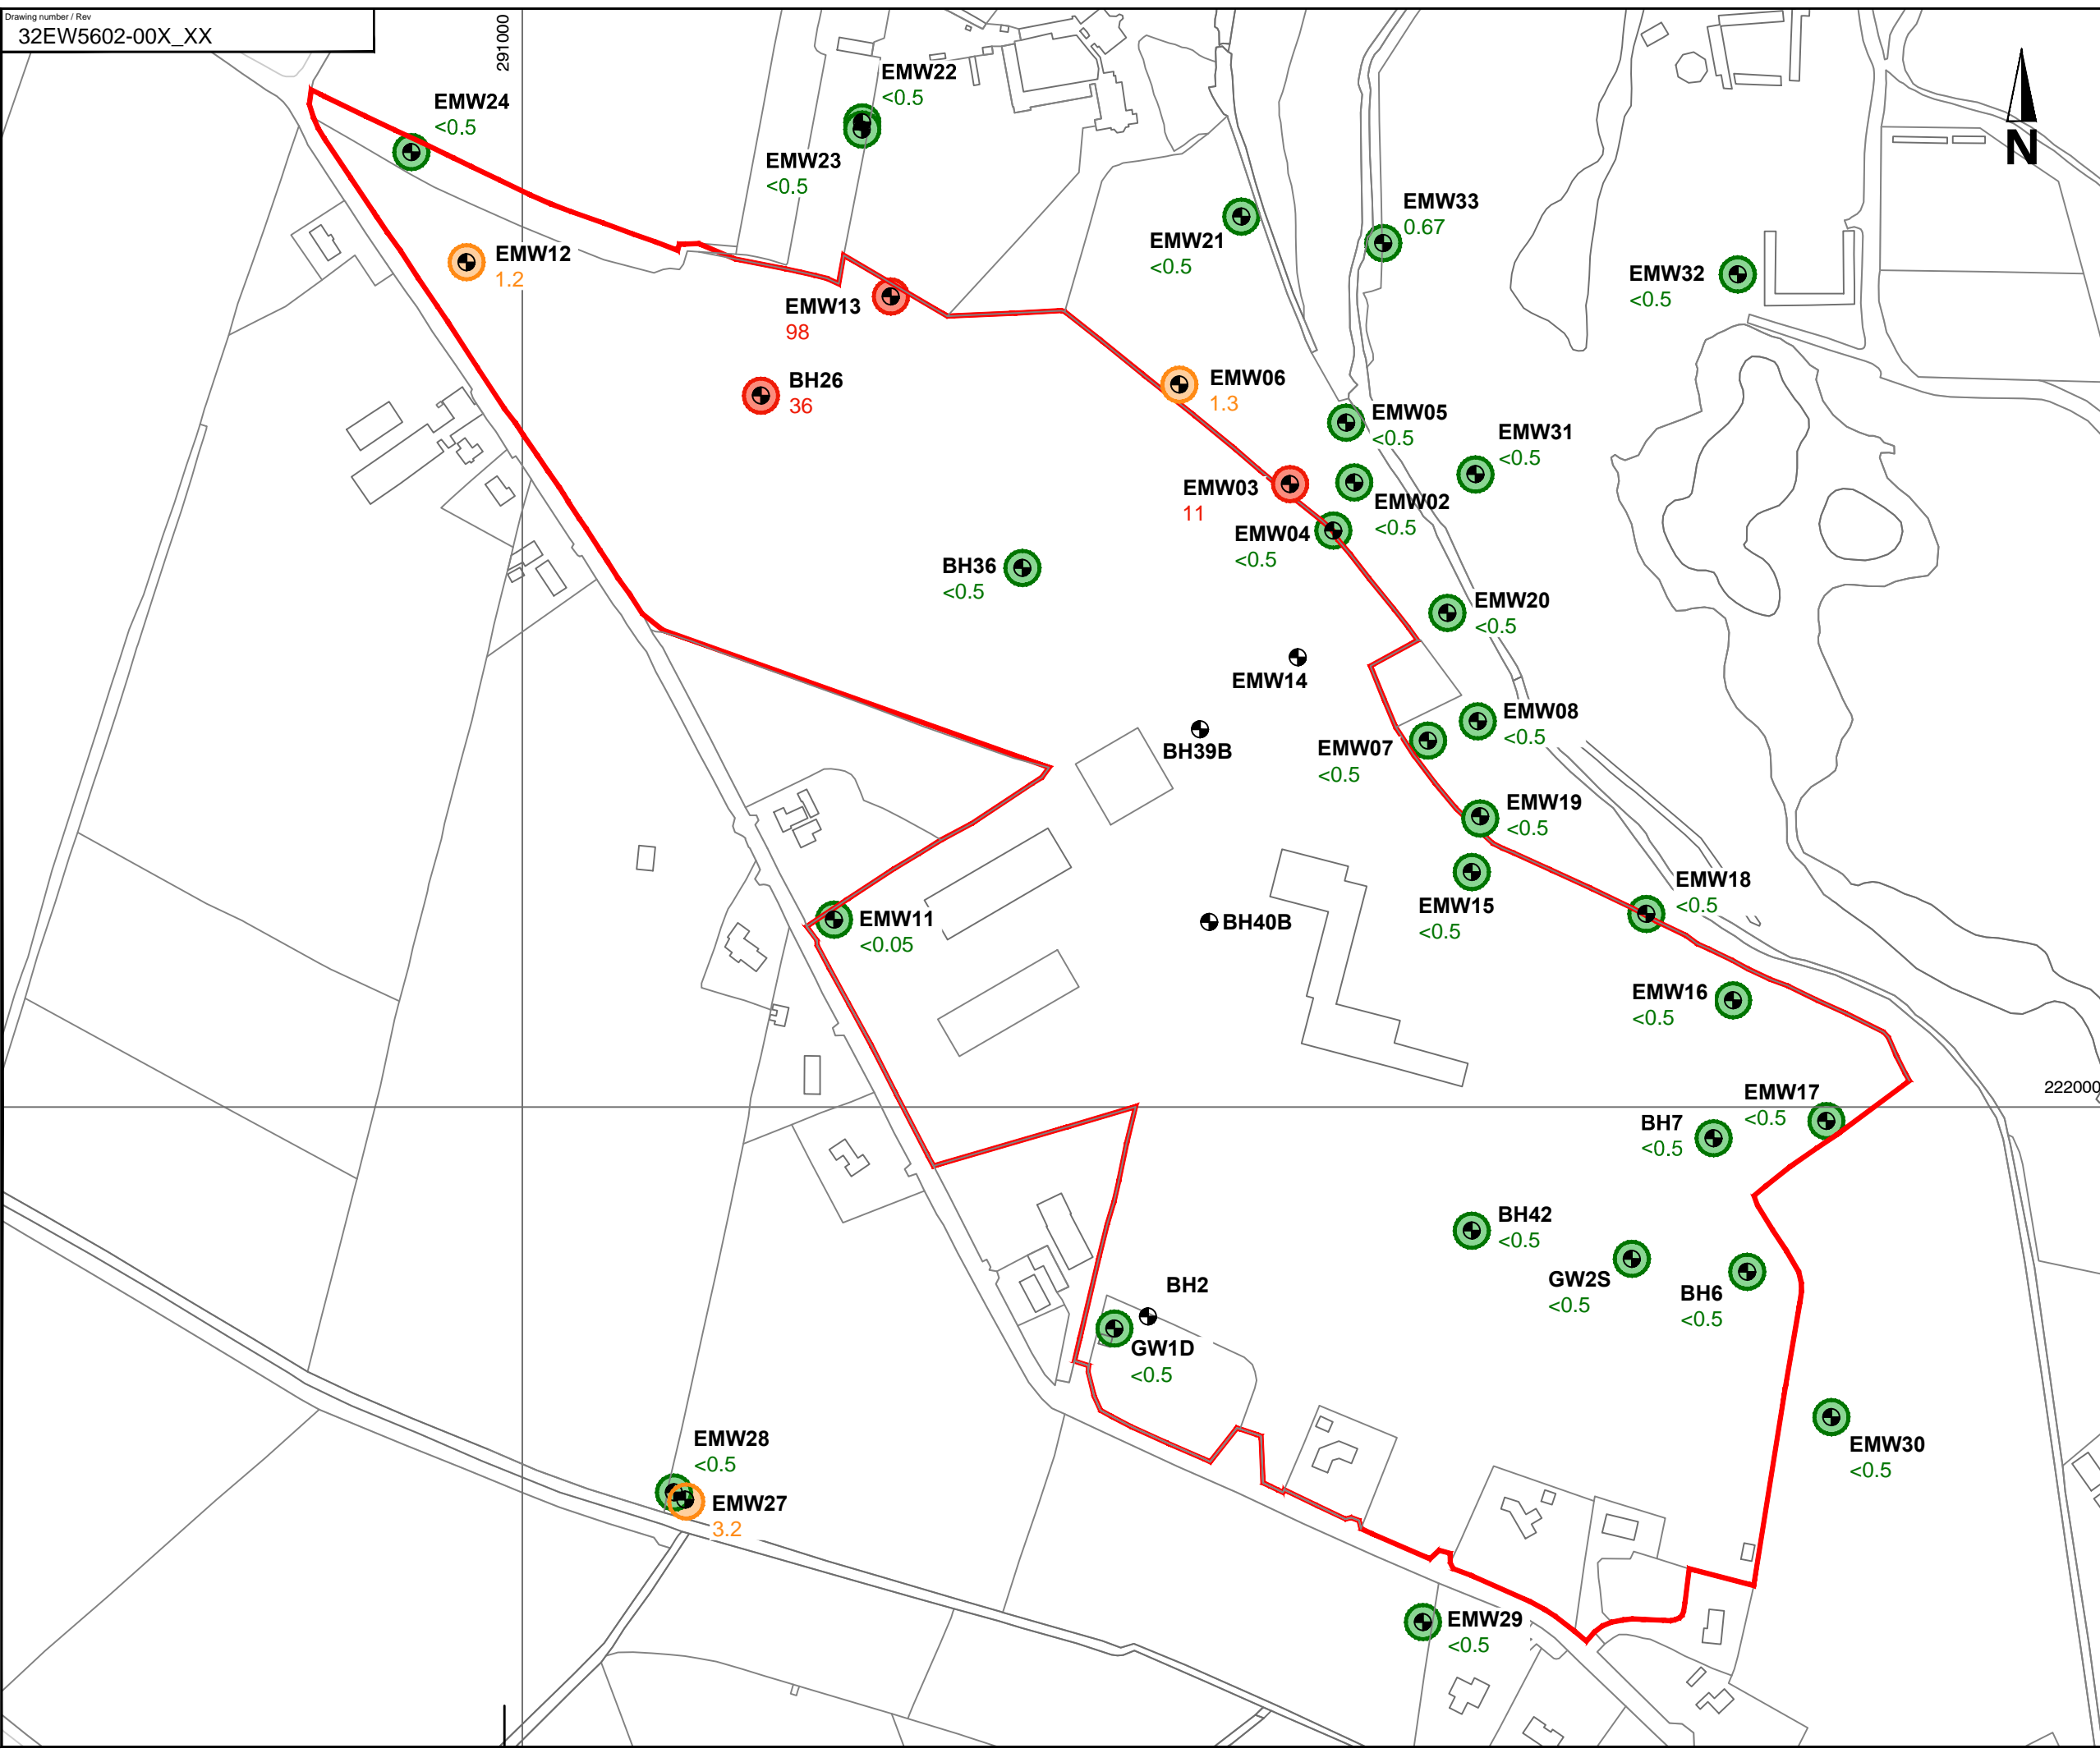 Drawing number / Rev
32EW5602-00X_XX
291000
EMW22
<0.5
EMW24
<0.5
EMW23
<0.5
N
EMW33
0.67
EMW21
<0.5
EMW12
1.2
EMW32
<0.5
EMW13
98
BH26
36
EMW06
1.3
EMW05
<0.5
EMW31
<0.5
EMW03
11
EMW02
<0.5
EMW04
<0.5
BH36
<0.5
EMW20
<0.5
EMW14
EMW08
<0.5
BH39B
EMW07
<0.5
EMW19
<0.5
EMW18
<0.5
EMW15
<0.5
EMW11
<0.05
BH40B
EMW16
<0.5
222000
EMW17
<0.5
BH7
<0.5
BH42
<0.5
GW2S
<0.5
BH6
<0.5
BH2
GW1D
<0.5
EMW28
<0.5
EMW30
<0.5
EMW27
3.2
EMW29
<0.5